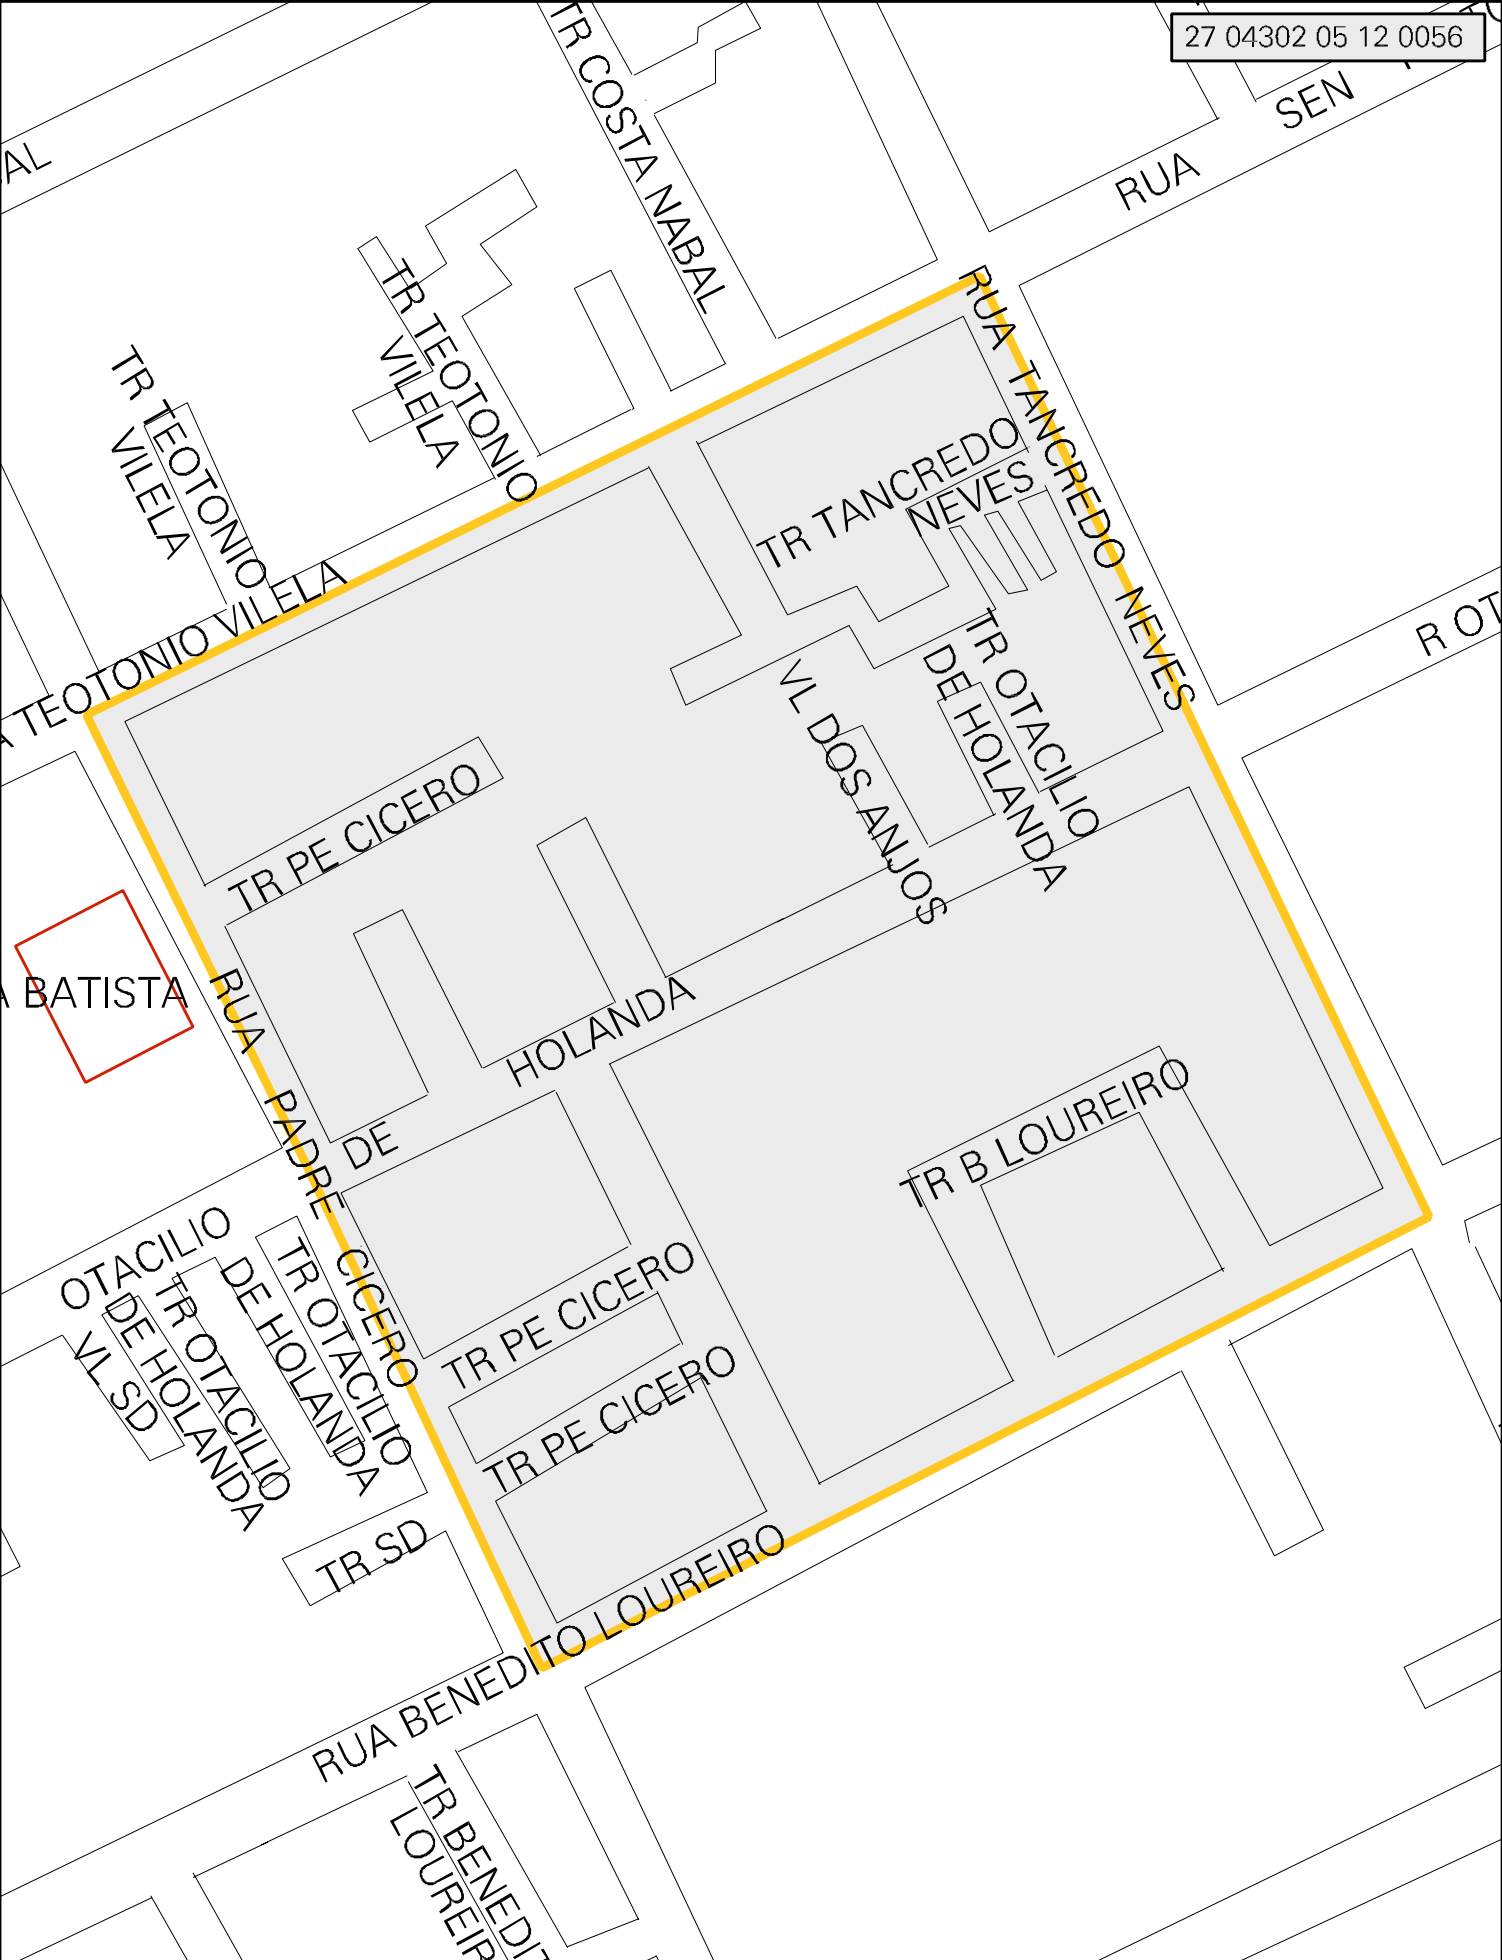 27 04302 05 12 0056
TR COSTA NABAL
SEN
RUA
AL
TR TEOTONIO
VILELA
TR TEOTONIO
VILELA
RUA TANCREDO NEVES
TR TANCREDO
NEVES
A TEOTONIO VILELA
R OT
TR OTACILIO
DE HOLANDA
VL DOS ANJOS
TR PE CICERO
A BATISTA
RUA PADRE CICERO
HOLANDA
DE
OTACILIO
TR B LOUREIRO
TR OTACILIO
DE HOLANDA
TR OTACILIO
DE HOLANDA
VL SD
TR PE CICERO
TR PE CICERO
TR SD
RUA BENEDITO LOUREIRO
TR BENEDIT
LOUREIR